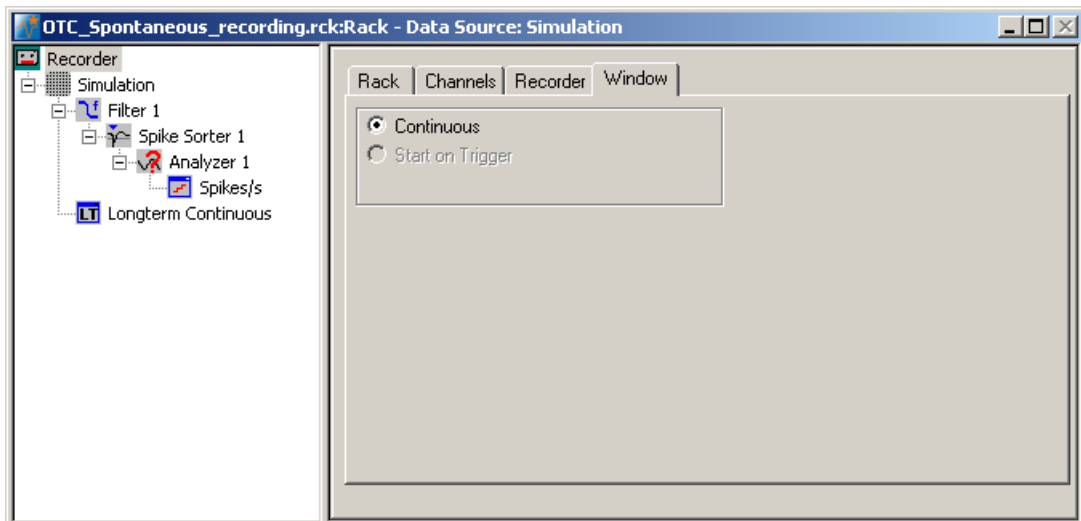 OTC_Spontaneous_recording.rck:Rack - Data Source: Simulation
Recorder
Simulation
Filter 1
Spike Sorter 1
Analyzer 1
Spikes/s
LT Longterm Continuous
Rack Channels Recorder Window
Continuous
Start on Trigger